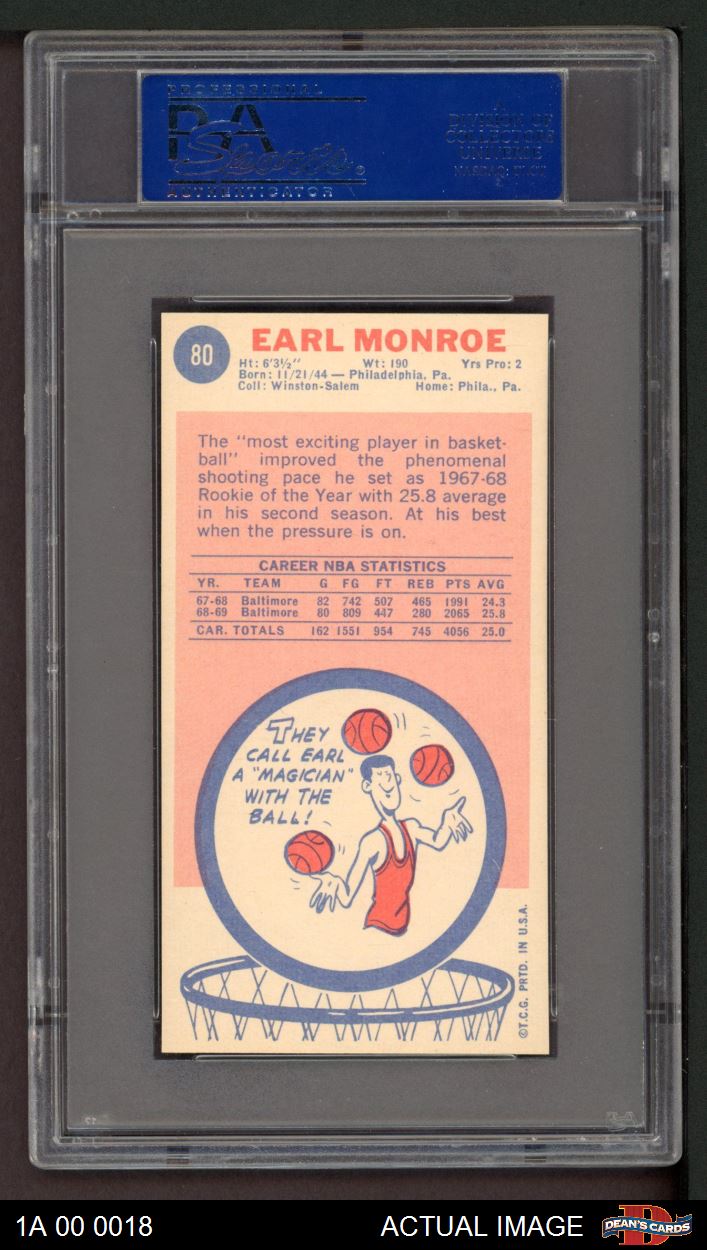 PROFESSIONAL
PSA
Sports
AUTHENTICATOR
A
DIVISION OF
COLLECTORS
UNIVERSE
80
EARL MONROE
Ht: 6'3½" Wt: 190 Yrs Pro: 2
Born: 11/21/44 — Philadelphia, Pa.
Coll: Winston-Salem Home: Phila., Pa.
The "most exciting player in basket-
ball" improved the phenomenal
shooting pace he set as 1967-68
Rookie of the Year with 25.8 average
in his second season. At his best
when the pressure is on.
CAREER NBA STATISTICS
YR. TEAM G FG FT REB PTS AVG
67-68 Baltimore 82 742 507 465 1991 24.3
68-69 Baltimore 80 809 447 280 2065 25.8
CAR. TOTALS 162 1551 954 745 4056 25.0
THEY
CALL EARL
A "MAGICIAN"
WITH THE
BALL!
©T.C.G. PRTD. IN U.S.A.
1A 00 0018 ACTUAL IMAGE
DEAN'S CARDS